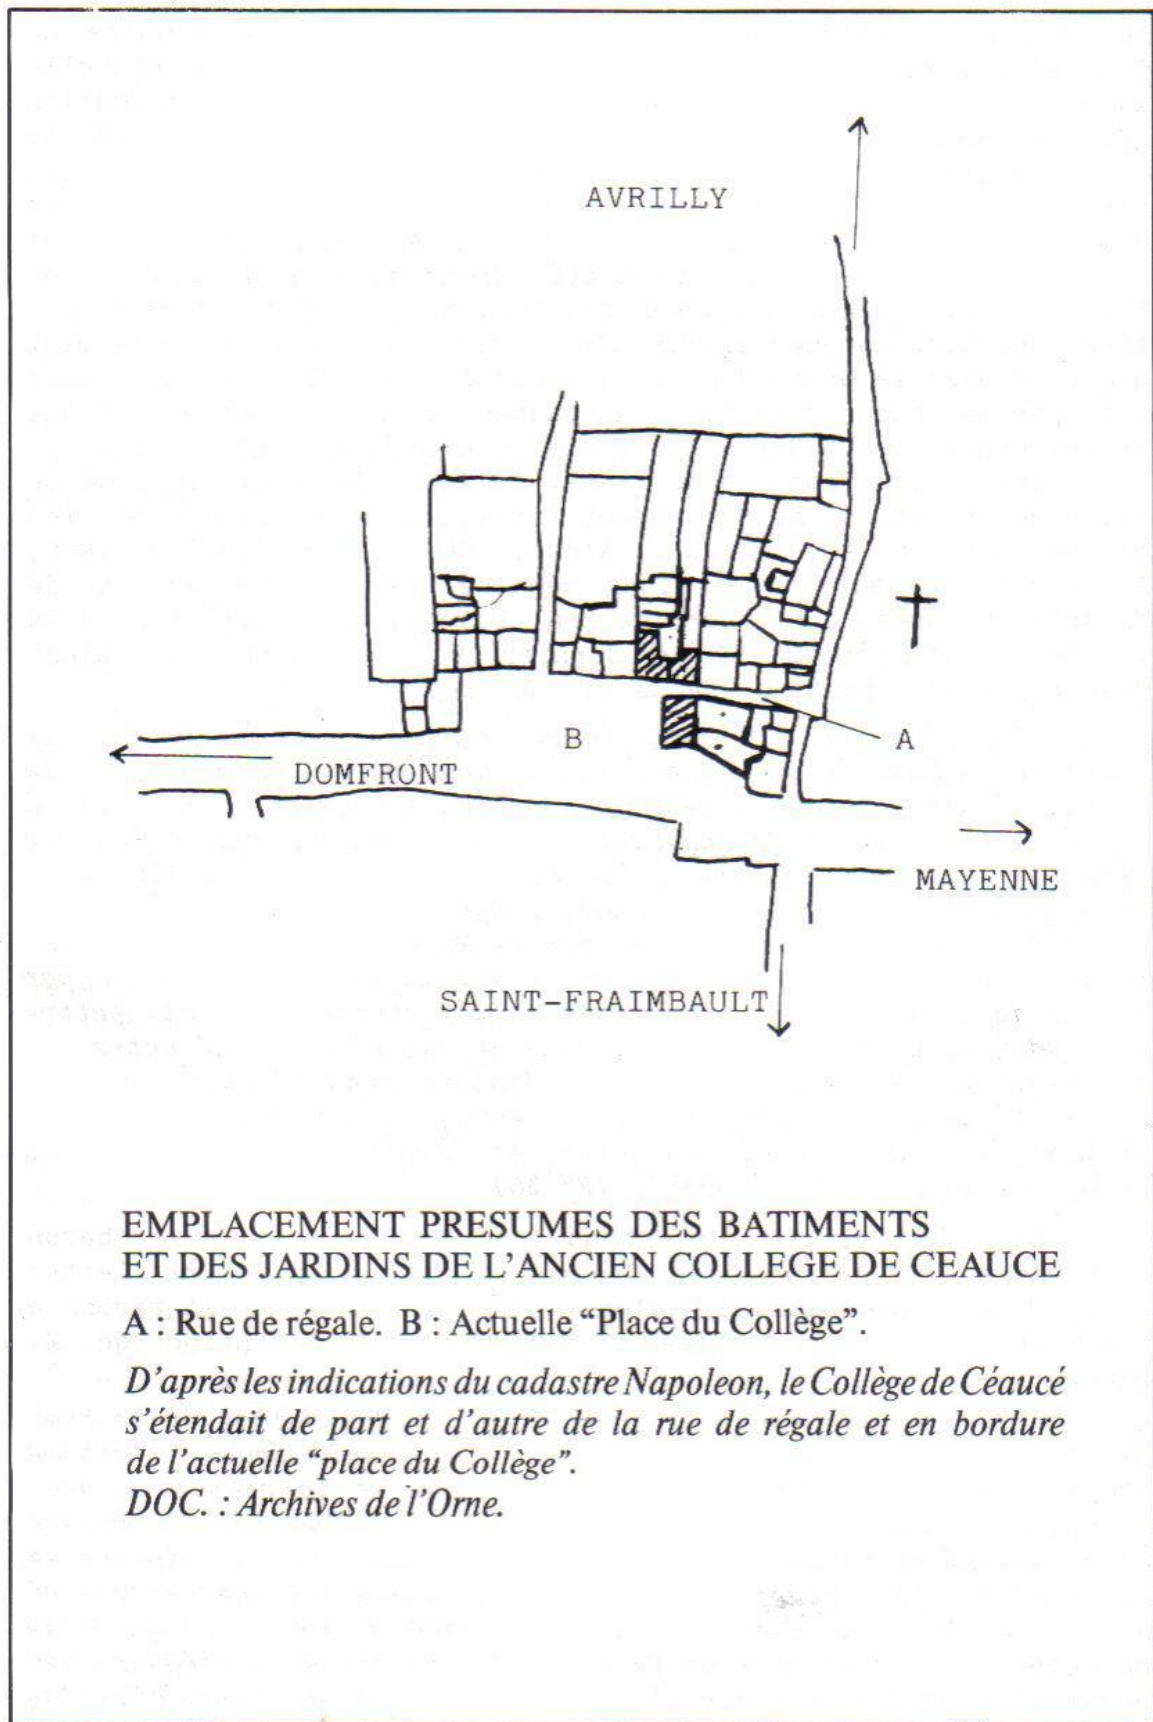 AVRILLY
B
A
DOMFRONT
MAYENNE
SAINT-FRAIMBAULT
EMPLACEMENT PRESUMES DES BATIMENTS
ET DES JARDINS DE L'ANCIEN COLLEGE DE CEAUCE
A : Rue de régale. B : Actuelle “Place du Collège”.
D'après les indications du cadastre Napoleon, le Collège de Céaucé
s'étendait de part et d'autre de la rue de régale et en bordure
de l'actuelle “place du Collège”.
DOC. : Archives de l'Orne.